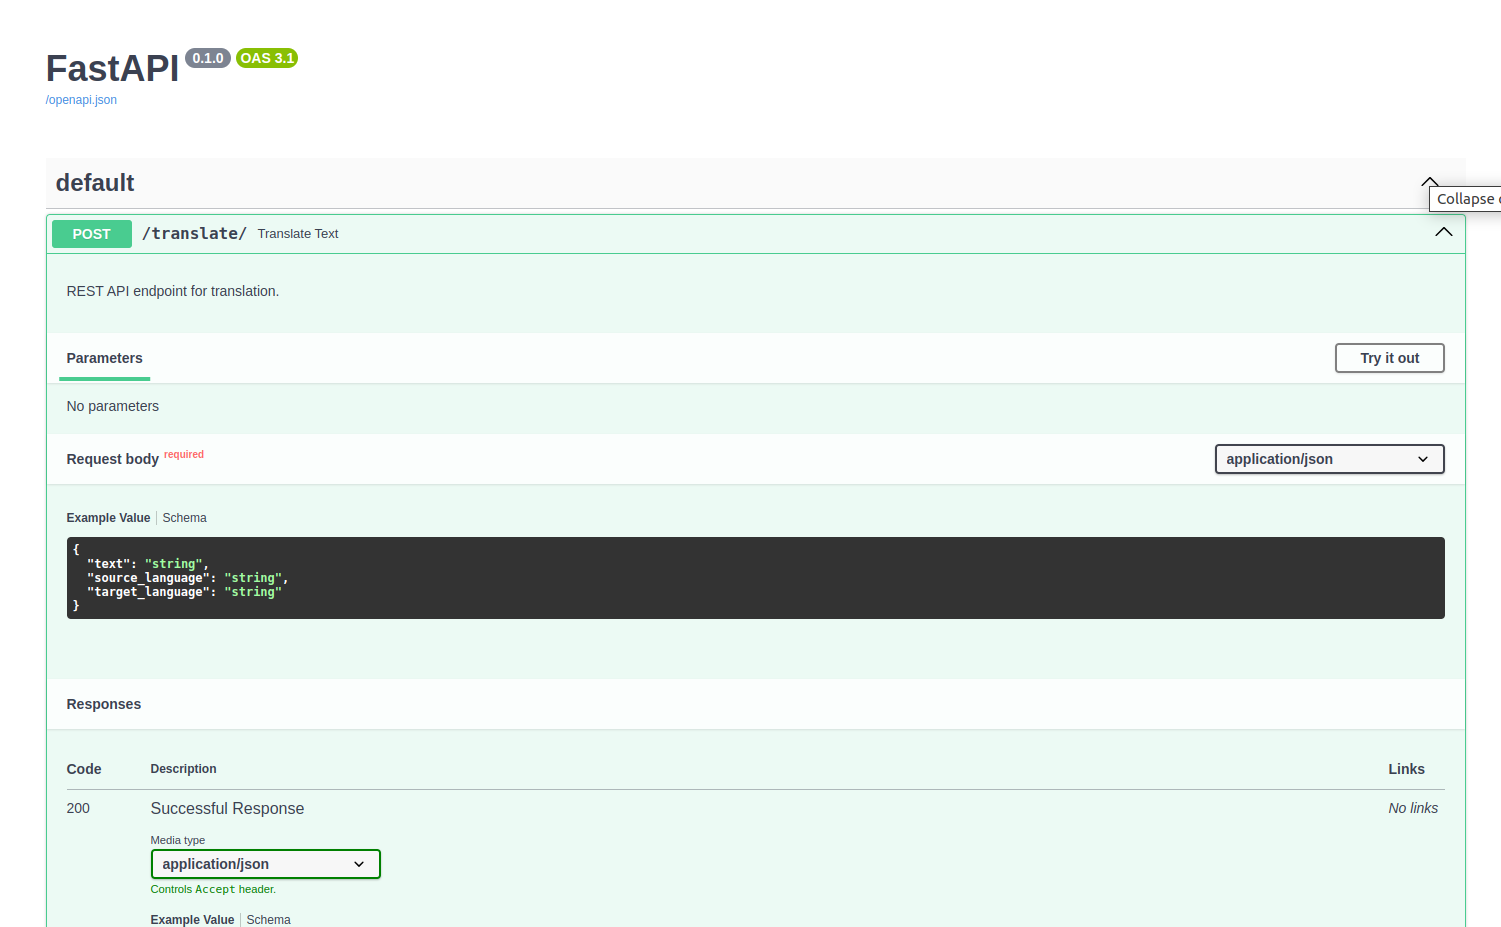 FastAPI 0.1.0 OAS 3.1
/openapi.json
default
Collapse
POST /translate/ Translate Text
REST API endpoint for translation.
Parameters
Try it out
No parameters
Request body required
application/json
Example Value Schema
{
"text": "string",
"source_language": "string",
"target_language": "string"
}
Responses
Code Description Links
200 Successful Response No links
Media type
application/json
Controls Accept header.
Example Value Schema